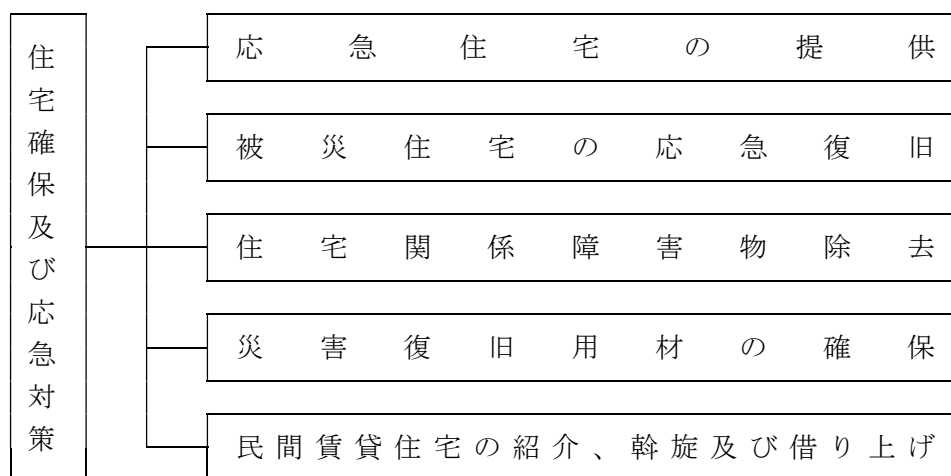 住宅確保及び応急対策
応急住宅の提供
被災住宅の応急復旧
住宅関係障害物除去
災害復旧用材の確保
民間賃貸住宅の紹介、斡旋及び借り上げ